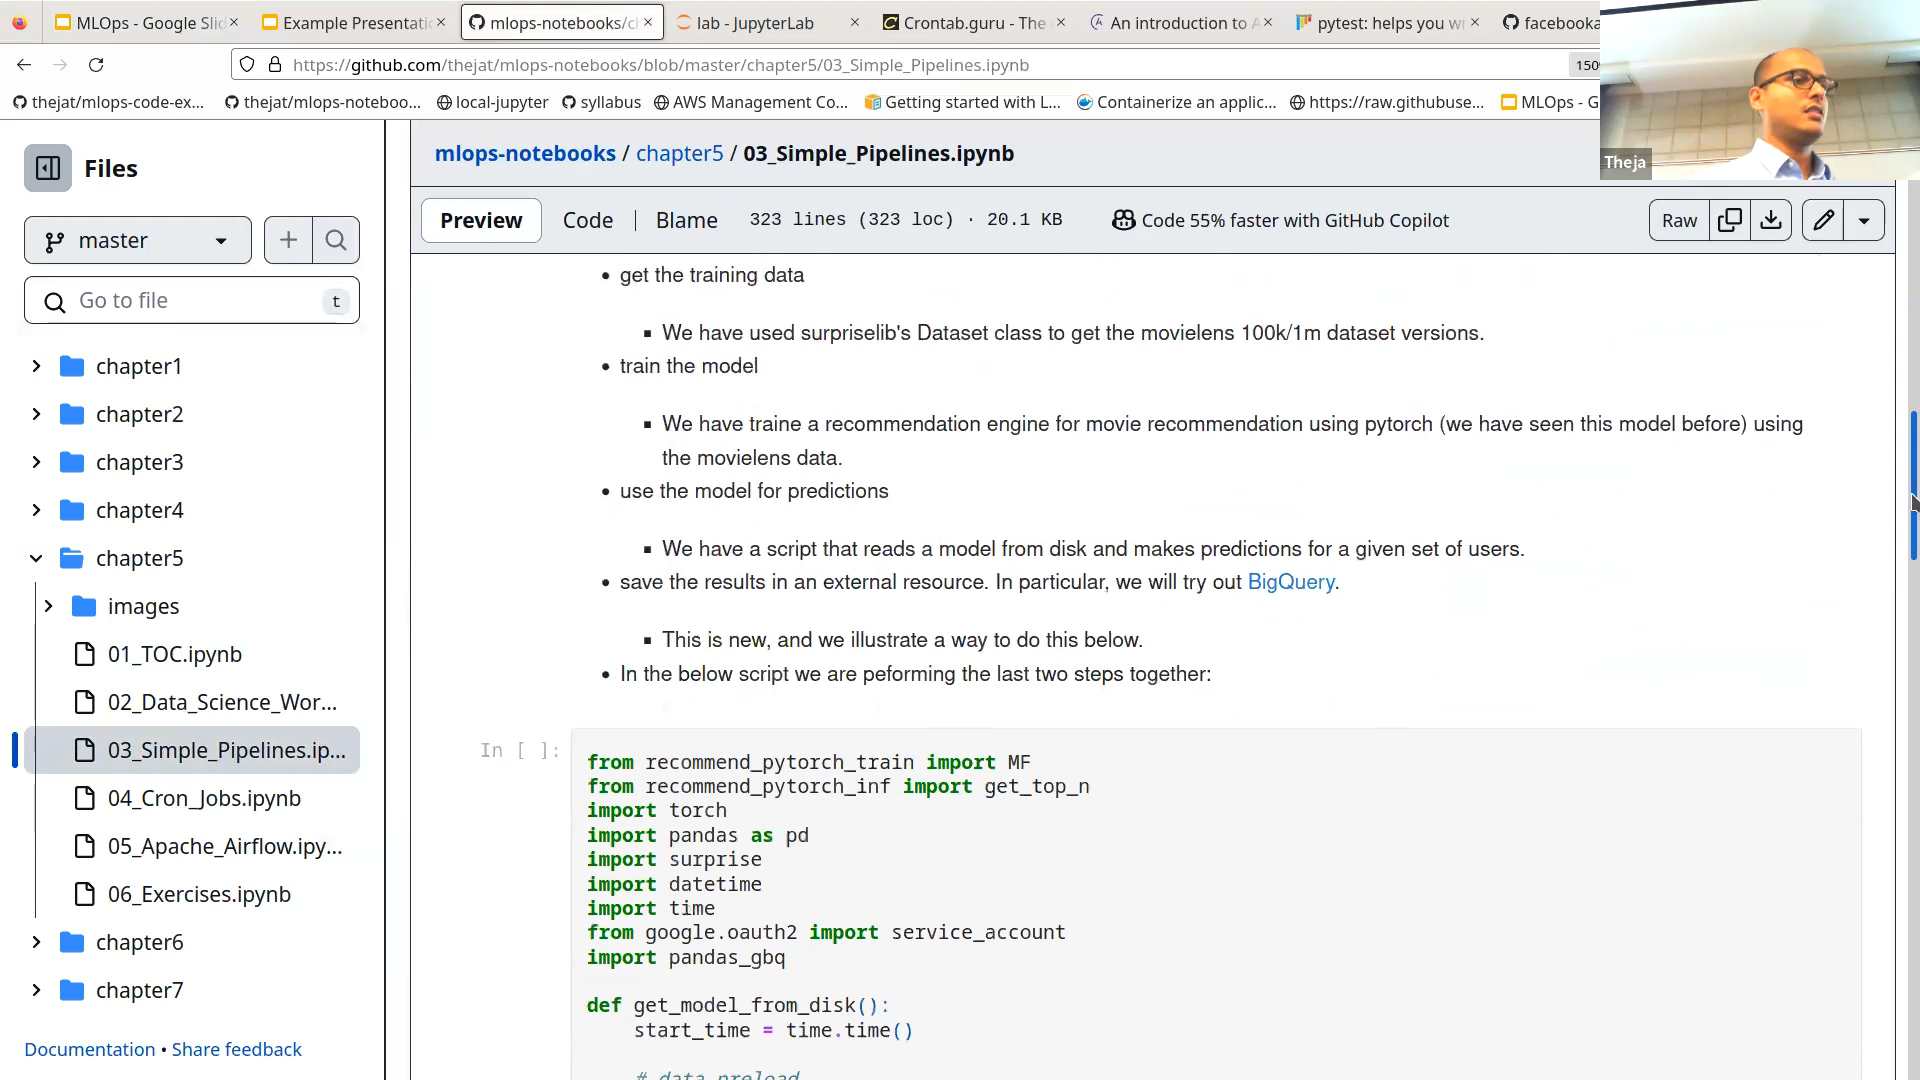 MLOps - Google Slid
Example Presentati
mlops-notebooks/cl
lab - JupyterLab
Crontab.guru - The
An introduction to A
pytest: helps you w
facebooka
https://github.com/thejat/mlops-notebooks/blob/master/chapter5/03_Simple_Pipelines.ipynb
150
thejat/mlops-code-ex...
thejat/mlops-noteboo...
local-jupyter
syllabus
AWS Management Co...
Getting started with L...
Containerize an applic...
https://raw.githubuse...
MLOps - G
Theja
Files
master
Go to file
t
chapter1
chapter2
chapter3
chapter4
chapter5
images
01_TOC.ipynb
02_Data_Science_Wor...
03_Simple_Pipelines.ip...
04_Cron_Jobs.ipynb
05_Apache_Airflow.ipy...
06_Exercises.ipynb
chapter6
chapter7
Documentation • Share feedback
mlops-notebooks / chapter5 / 03_Simple_Pipelines.ipynb
Preview
Code
Blame
323 lines (323 loc) · 20.1 KB
Code 55% faster with GitHub Copilot
Raw
• get the training data
▪ We have used surpriselib's Dataset class to get the movielens 100k/1m dataset versions.
• train the model
▪ We have traine a recommendation engine for movie recommendation using pytorch (we have seen this model before) using
the movielens data.
• use the model for predictions
▪ We have a script that reads a model from disk and makes predictions for a given set of users.
• save the results in an external resource. In particular, we will try out BigQuery.
▪ This is new, and we illustrate a way to do this below.
• In the below script we are peforming the last two steps together:
In [ ]:
from recommend_pytorch_train import MF
from recommend_pytorch_inf import get_top_n
import torch
import pandas as pd
import surprise
import datetime
import time
from google.oauth2 import service_account
import pandas_gbq
def get_model_from_disk():
start_time = time.time()
# data preload